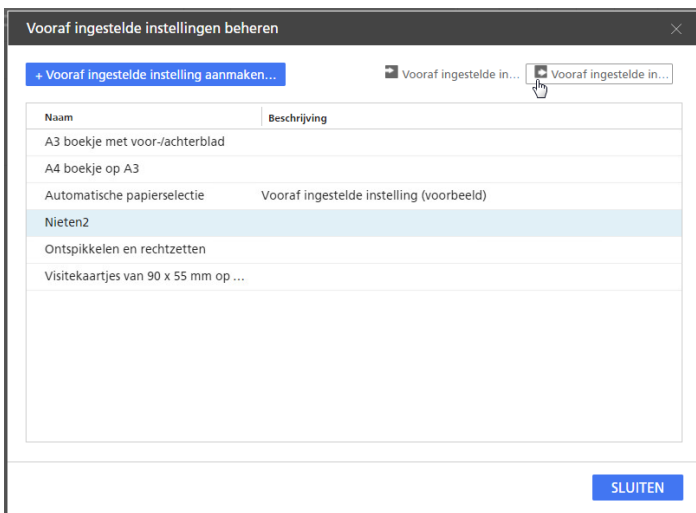 Vooraf ingestelde instellingen beheren
+ Vooraf ingestelde instelling aanmaken... Vooraf ingestelde in... Vooraf ingestelde in...
Naam Beschrijving
A3 boekje met voor-/achterblad
A4 boekje op A3
Automatische papierselectie Vooraf ingestelde instelling (voorbeeld)
Nieten2
Ontspikkelen en rechtzetten
Visitekaartjes van 90 x 55 mm op ...
SLUITEN